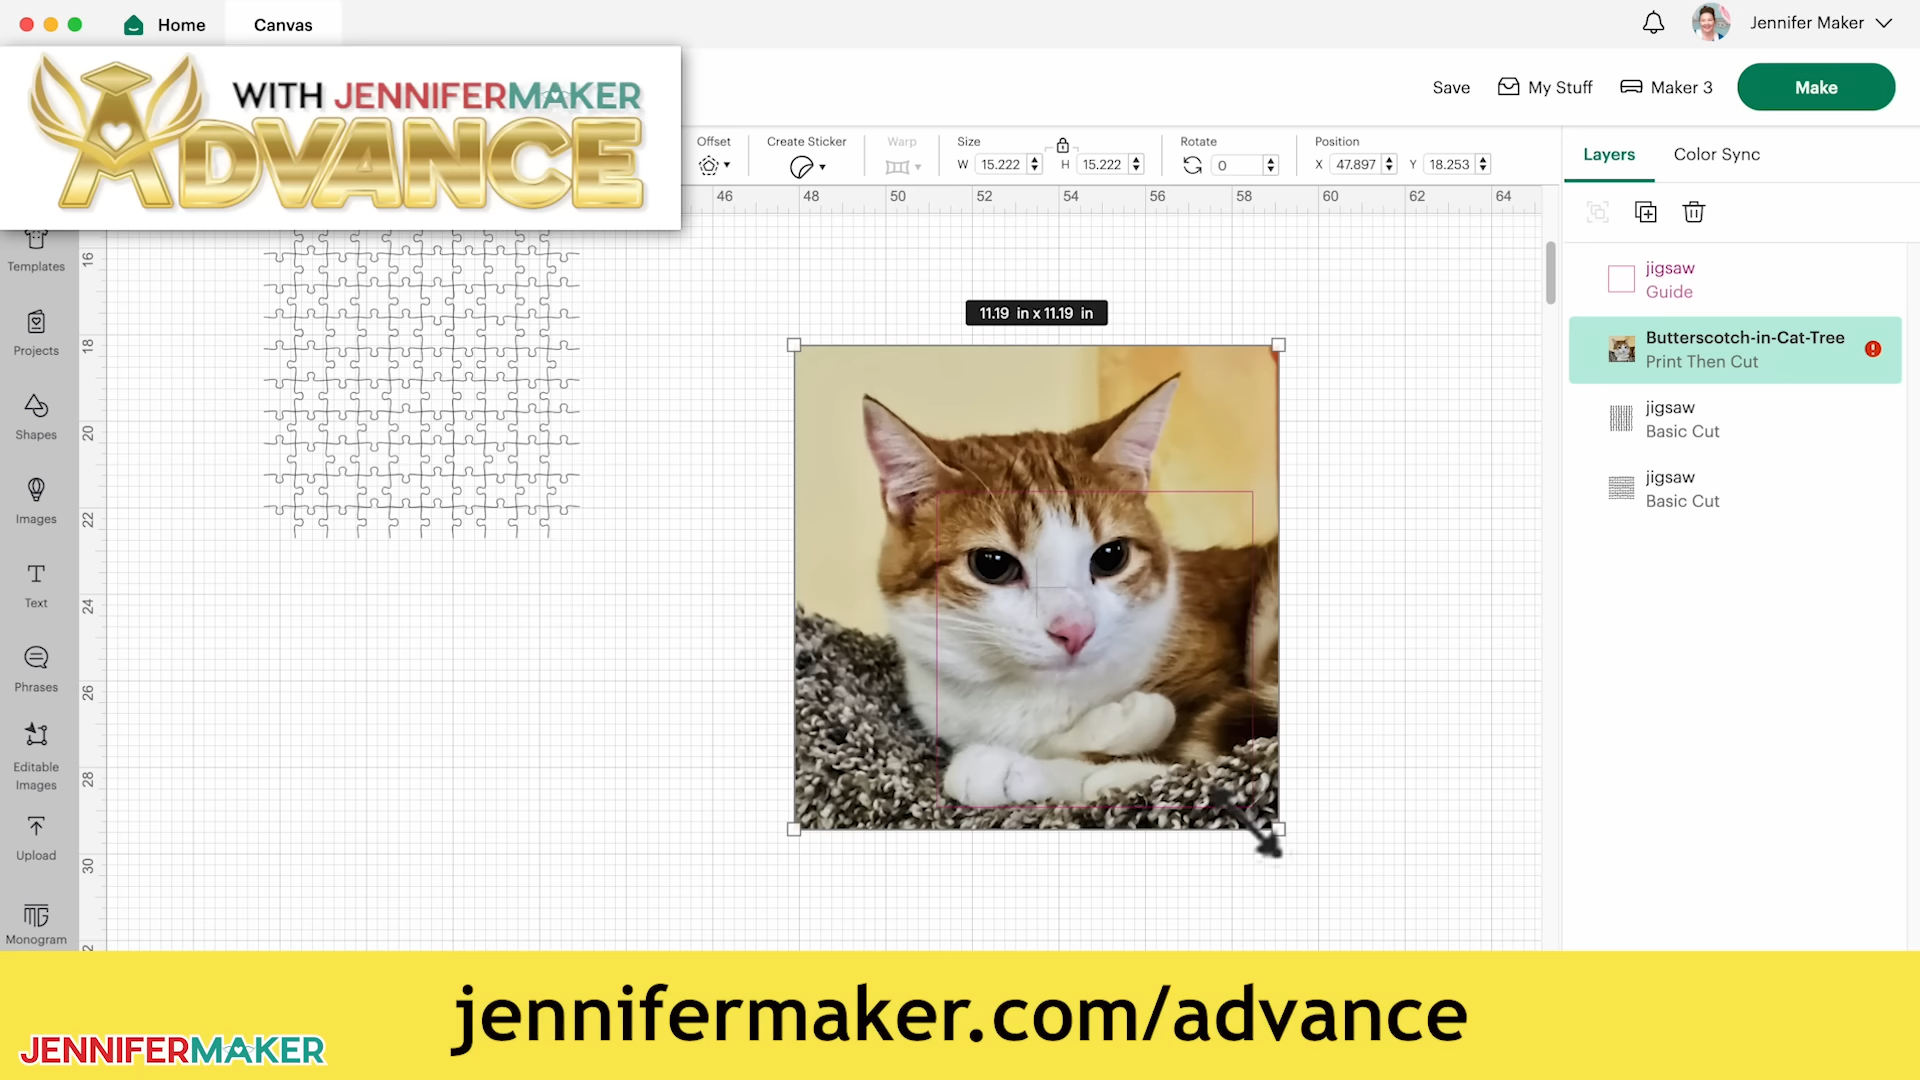 Home
Canvas
Jennifer Maker
WITH JENNIFERMAKER
ADVANCE
Save
My Stuff
Maker 3
Make
Offset
Create Sticker
Warp
Size
W 15.222
H 15.222
Rotate
0
Position
X 47.897
Y 18.253
Layers
Color Sync
46 48 50 52 54 56 58 60 62 64
Templates
Projects
Shapes
Images
Text
Phrases
Editable
Images
Upload
MG
Monogram
16
18
20
22
24
26
28
30
11.19 in x 11.19 in
jigsaw
Guide
Butterscotch-in-Cat-Tree
Print Then Cut
jigsaw
Basic Cut
jigsaw
Basic Cut
jennifermaker.com/advance
JENNIFERMAKER